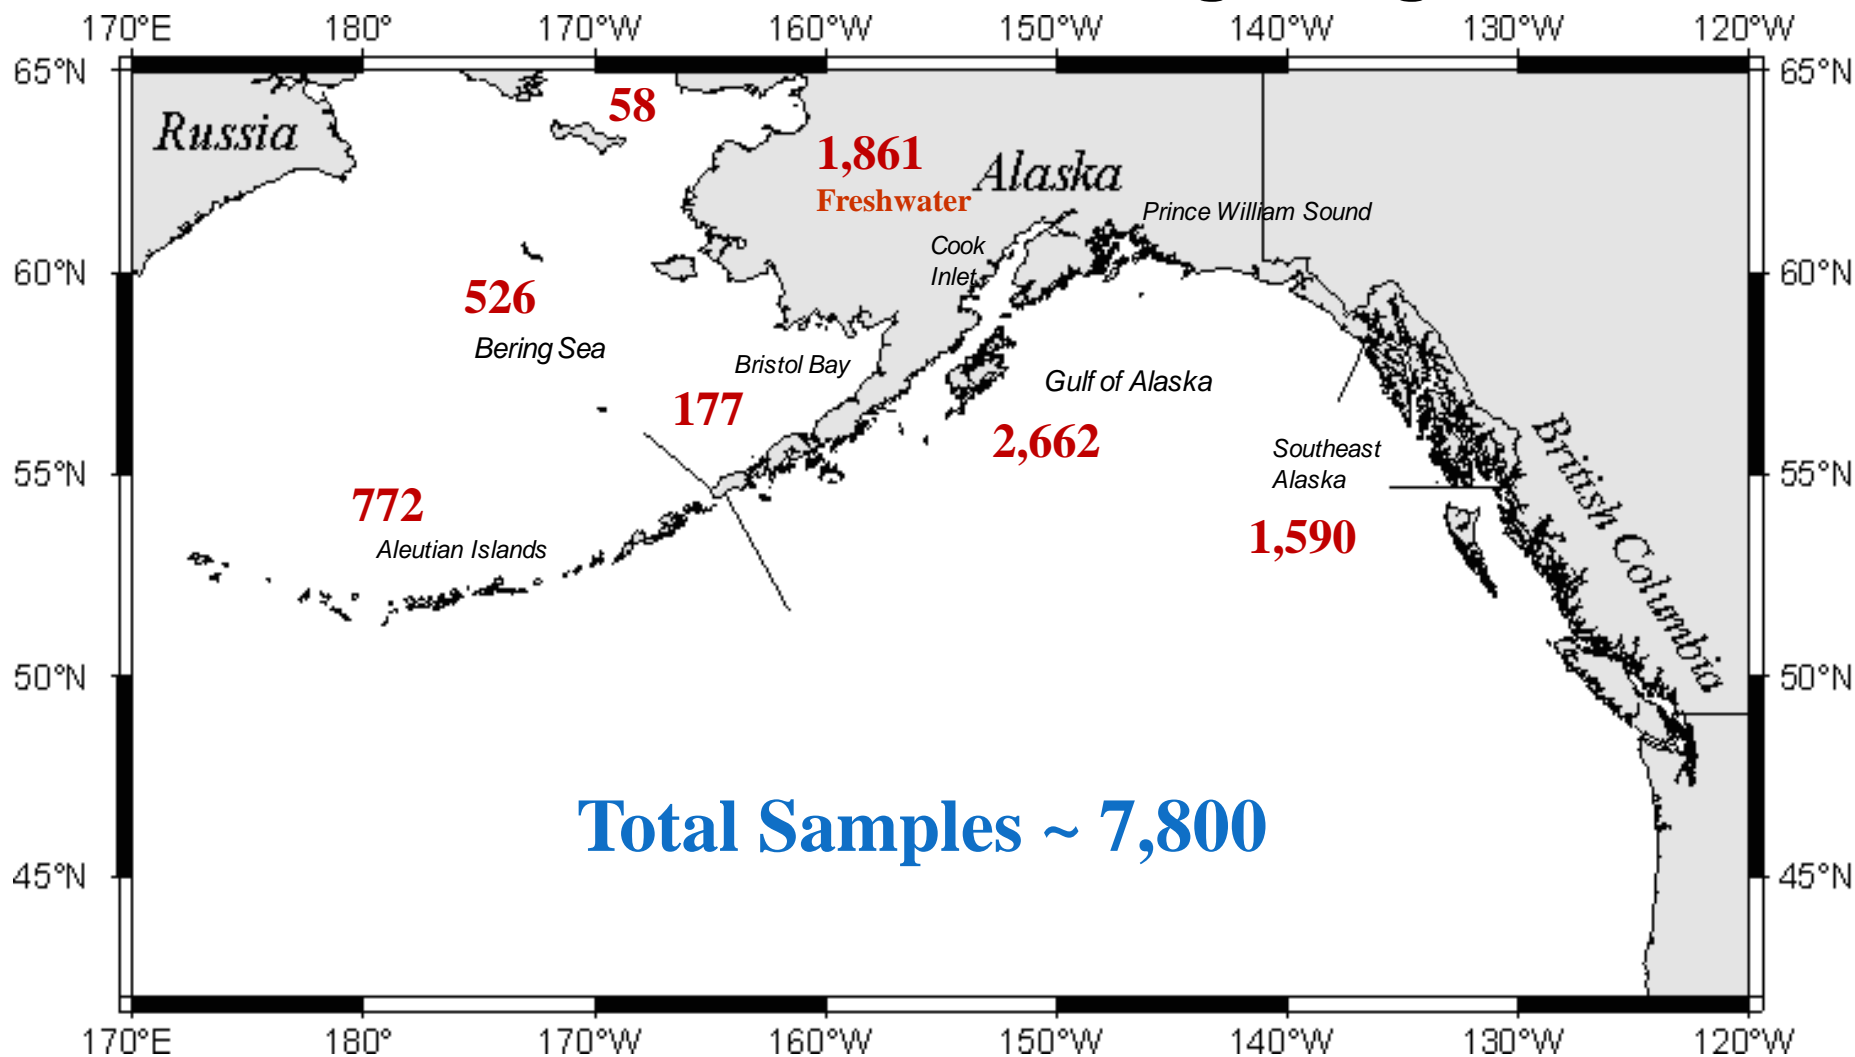 170°E 180° 170°W 160°W 150°W 140°W 130°W 120°W
65°N 65°N
58
Russia
1,861
Alaska
Freshwater
Prince William Sound
Cook
Inlet
60°N 60°N
526
Bering Sea
Bristol Bay
Gulf of Alaska
177
2,662
Southeast
Alaska
British Columbia
55°N 55°N
772
1,590
Aleutian Islands
50°N 50°N
Total Samples ~ 7,800
45°N 45°N
170°E 180° 170°W 160°W 150°W 140°W 130°W 120°W